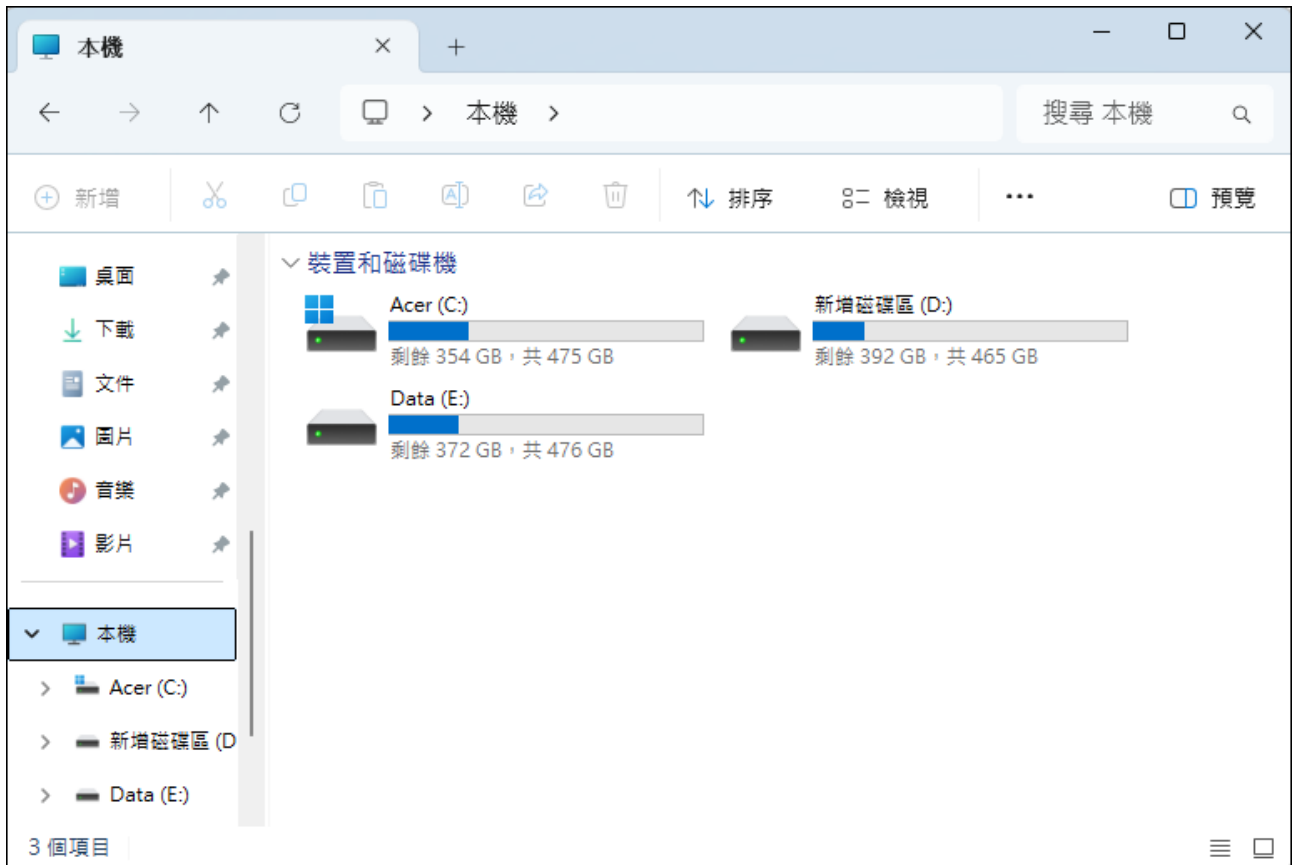 本機
本機
搜尋 本機
新增
排序
檢視
預覽
桌面
下載
文件
圖片
音樂
影片
本機
Acer (C:)
新增磁碟區 (D
Data (E:)
裝置和磁碟機
Acer (C:)
剩餘 354 GB，共 475 GB
新增磁碟區 (D:)
剩餘 392 GB，共 465 GB
Data (E:)
剩餘 372 GB，共 476 GB
3 個項目